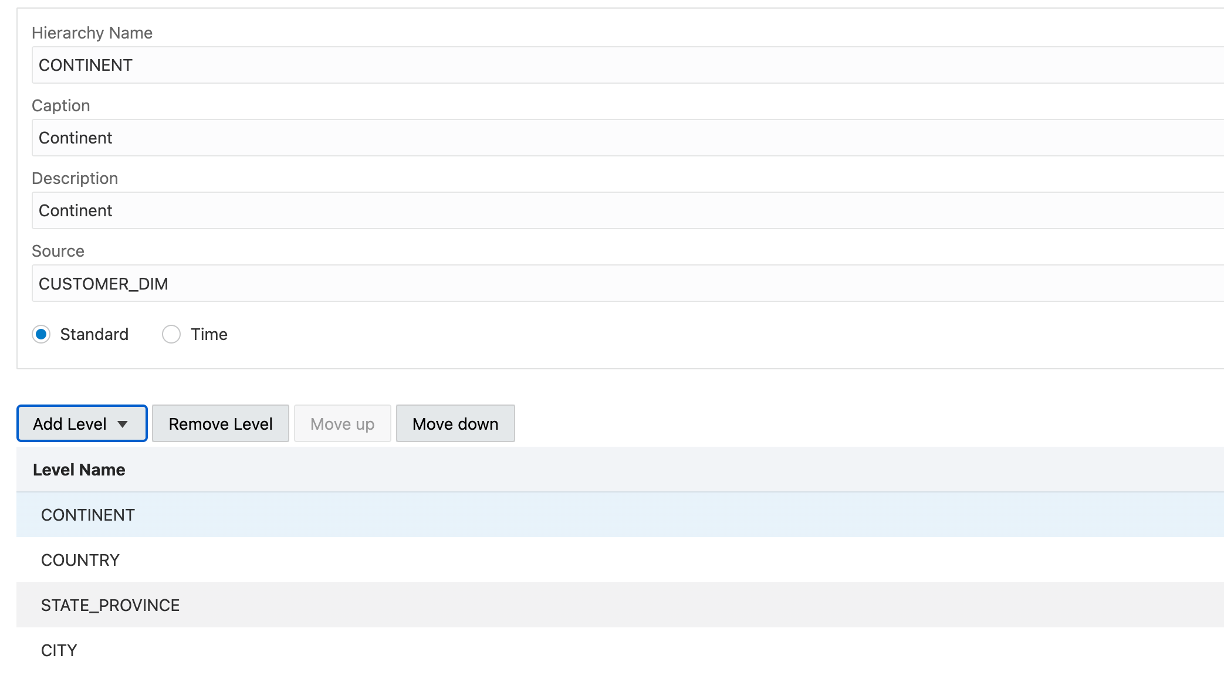 Hierarchy Name
CONTINENT
Caption
Continent
Description
Continent
Source
CUSTOMER_DIM
Standard Time
Add Level Remove Level Move up Move down
Level Name
CONTINENT
COUNTRY
STATE_PROVINCE
CITY